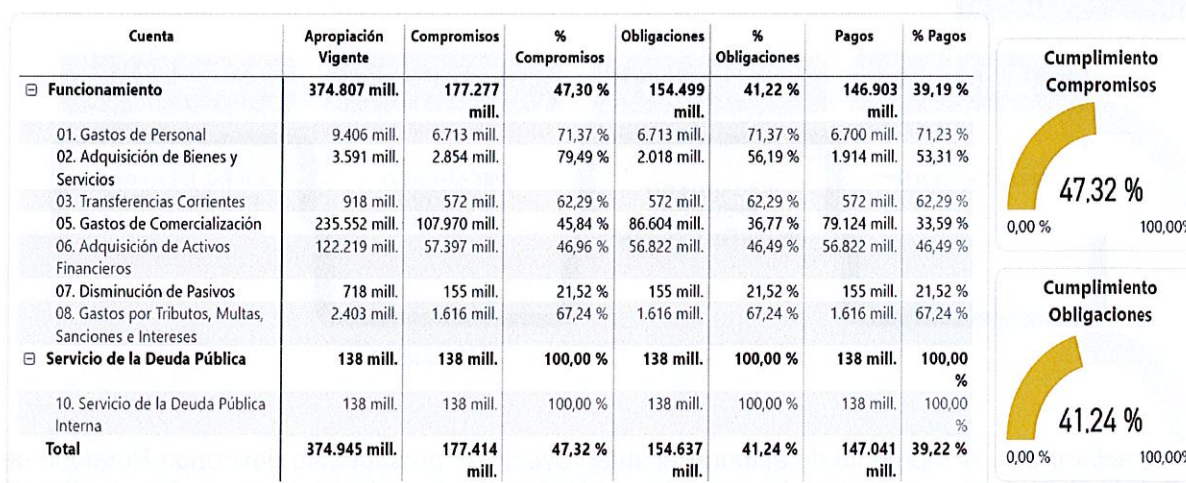 Cuenta Apropiación Vigente Compromisos % Compromisos Obligaciones % Obligaciones Pagos % Pagos
Funcionamiento 374.807 mill. 177.277 mill. 47,30 % 154.499 mill. 41,22 % 146.903 mill. 39,19 %
01. Gastos de Personal 9.406 mill. 6.713 mill. 71,37 % 6.713 mill. 71,37 % 6.700 mill. 71,23 %
02. Adquisición de Bienes y Servicios 3.591 mill. 2.854 mill. 79,49 % 2.018 mill. 56,19 % 1.914 mill. 53,31 %
03. Transferencias Corrientes 918 mill. 572 mill. 62,29 % 572 mill. 62,29 % 572 mill. 62,29 %
05. Gastos de Comercialización 235.552 mill. 107.970 mill. 45,84 % 86.604 mill. 36,77 % 79.124 mill. 33,59 %
06. Adquisición de Activos Financieros 122.219 mill. 57.397 mill. 46,96 % 56.822 mill. 46,49 % 56.822 mill. 46,49 %
07. Disminución de Pasivos 718 mill. 155 mill. 21,52 % 155 mill. 21,52 % 155 mill. 21,52 %
08. Gastos por Tributos, Multas, Sanciones e Intereses 2.403 mill. 1.616 mill. 67,24 % 1.616 mill. 67,24 % 1.616 mill. 67,24 %
Servicio de la Deuda Pública 138 mill. 138 mill. 100,00 % 138 mill. 100,00 % 138 mill. 100,00 %
10. Servicio de la Deuda Pública Interna 138 mill. 138 mill. 100,00 % 138 mill. 100,00 % 138 mill. 100,00 %
Total 374.945 mill. 177.414 mill. 47,32 % 154.637 mill. 41,24 % 147.041 mill. 39,22 %
Cumplimiento
Compromisos
47,32 %
0,00 % 100,00%
Cumplimiento
Obligaciones
41,24 %
0,00 % 100,00%